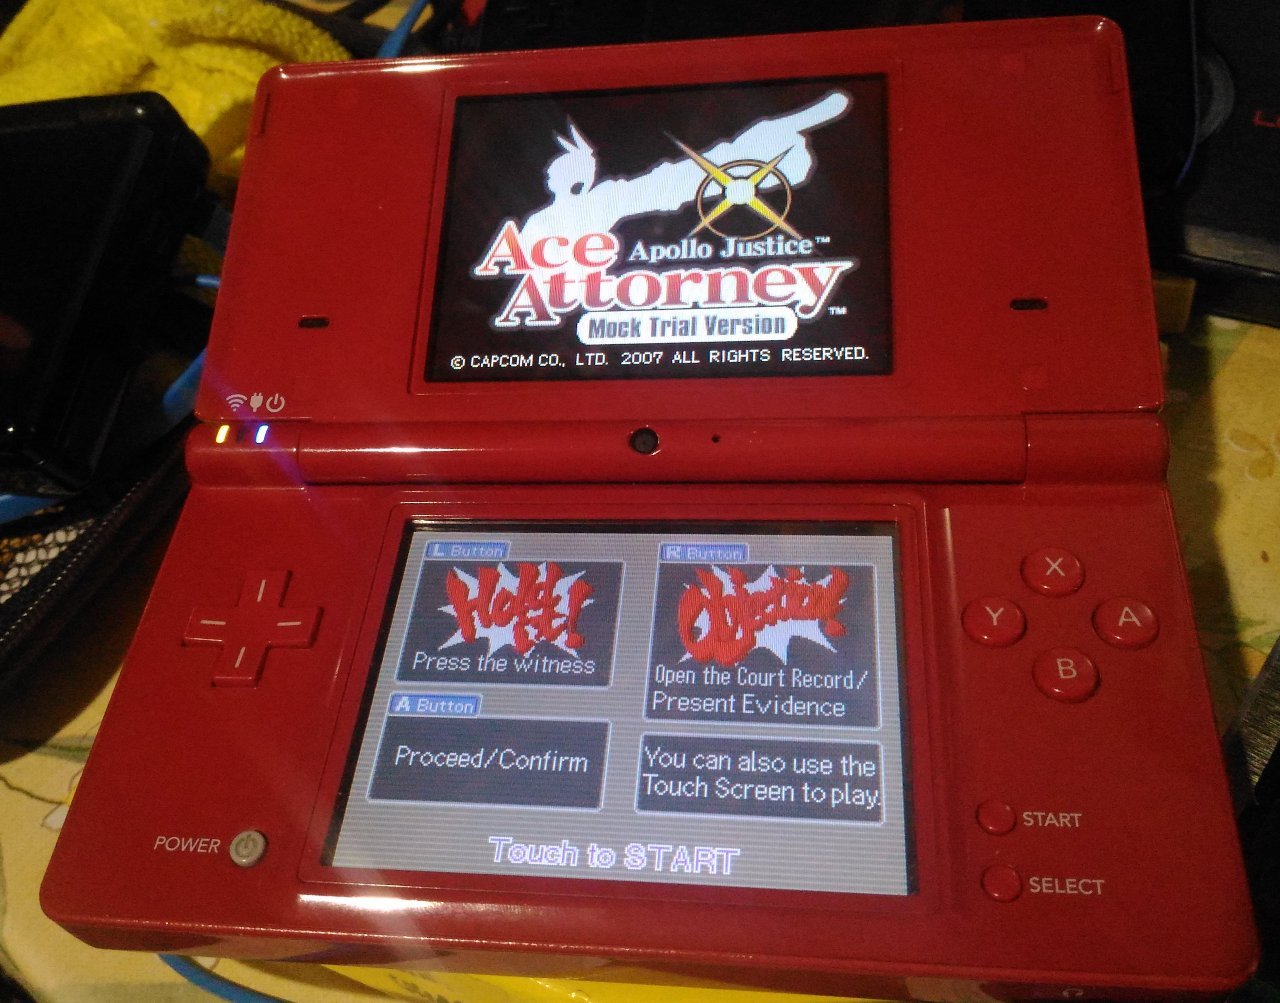 Apollo Justice™
Ace
Attorney™
Mock Trial Version
© CAPCOM CO., LTD. 2007 ALL RIGHTS RESERVED.
L Button
Hold It!
Press the witness
R Button
Objection!
Open the Court Record/
Present Evidence
A Button
Proceed/Confirm
You can also use the
Touch Screen to play.
Touch to START
X
Y
A
B
POWER
START
SELECT